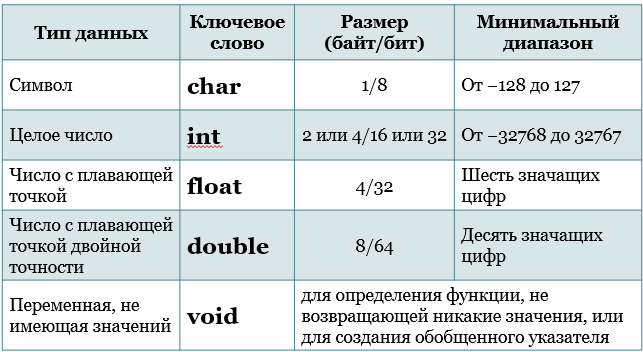 Тип данных
Ключевое
слово
Размер
(байт/бит)
Минимальный
диапазон
Символ
char
1/8
От –128 до 127
Целое число
int
2 или 4/16 или 32
От –32768 до 32767
Число с плавающей
точкой
float
4/32
Шесть значащих
цифр
Число с плавающей
точкой двойной
точности
double
8/64
Десять значащих
цифр
Переменная, не
имеющая значений
void
для определения функции, не
возвращающей никакие значения, или
для создания обобщенного указателя